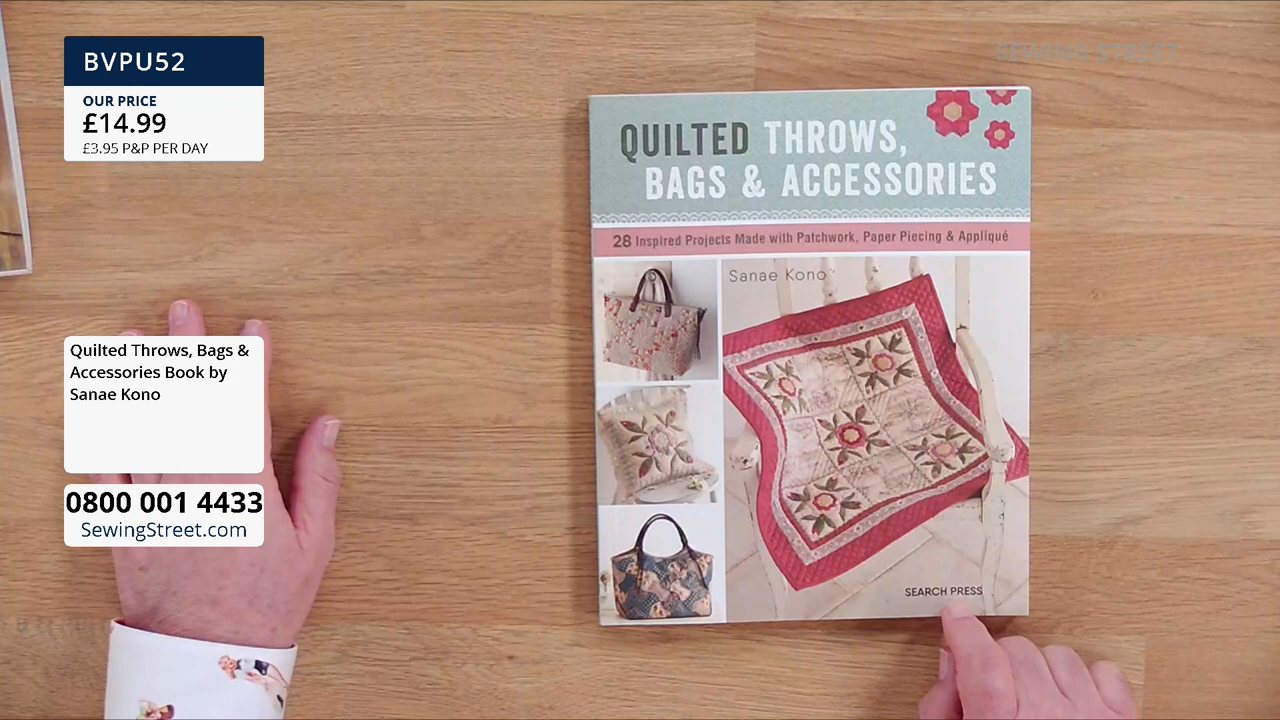 BVPU52
OUR PRICE
£14.99
£3.95 P&P PER DAY
SEWING STREET
QUILTED THROWS,
BAGS & ACCESSORIES
28 Inspired Projects Made with Patchwork, Paper Piecing & Appliqué
Sanae Kono
SEARCH PRESS
Quilted Throws, Bags &
Accessories Book by
Sanae Kono
0800 001 4433
SewingStreet.com